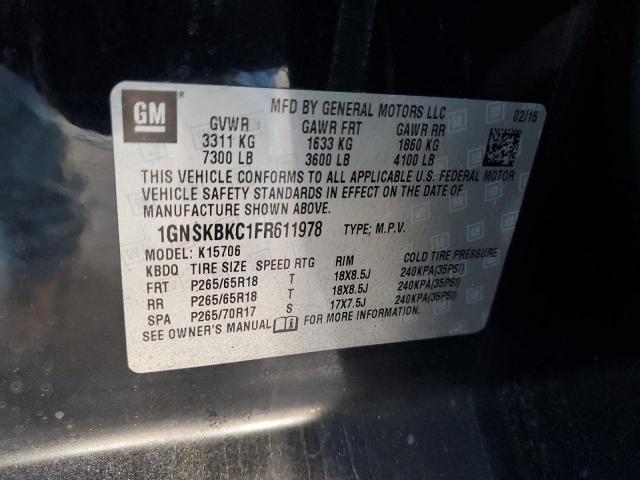 GM
MFD BY GENERAL MOTORS LLC 02/15
GVWR GAWR FRT GAWR RR
3311 KG 1633 KG 1860 KG
7300 LB 3600 LB 4100 LB
THIS VEHICLE CONFORMS TO ALL APPLICABLE U.S. FEDERAL MOTOR
VEHICLE SAFETY STANDARDS IN EFFECT ON THE DATE OF
MANUFACTURE SHOWN ABOVE.
1GNSKBKC1FR611978 TYPE: M.P.V.
MODEL: K15706
KBDQ TIRE SIZE SPEED RTG RIM COLD TIRE PRESSURE
FRT P265/65R18 T 18X8.5J 240KPA(35PSI)
RR P265/65R18 T 18X8.5J 240KPA(35PSI)
SPA P265/70R17 S 17X7.5J 240KPA(35PSI)
SEE OWNER'S MANUAL FOR MORE INFORMATION.